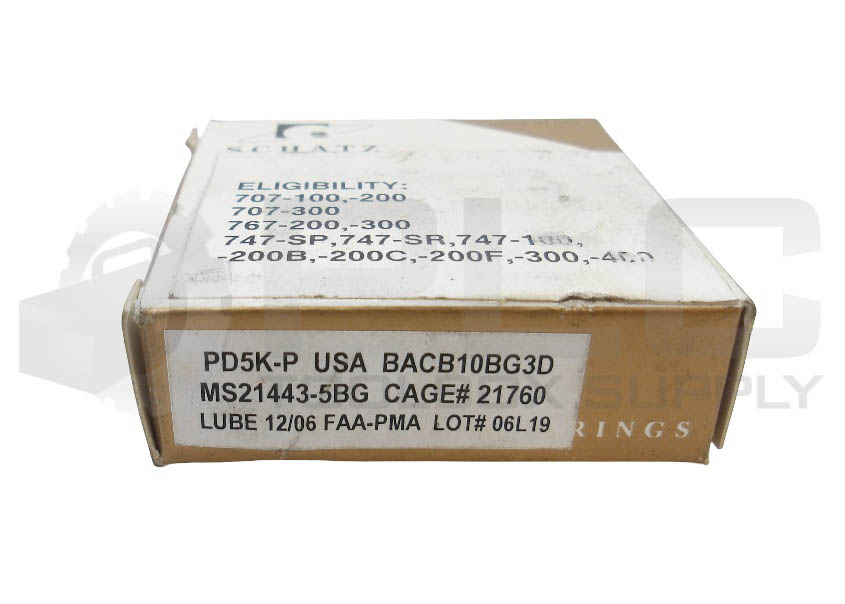 SCHATZ
ELIGIBILITY:
707-100,-200
707-300
767-200,-300
747-SP,747-SR,747-100,
-200B,-200C,-200F,-300,-400
PD5K-P USA BACB10BG3D
MS21443-5BG CAGE# 21760
LUBE 12/06 FAA-PMA LOT# 06L19
RINGS
PLC
SUPPLY